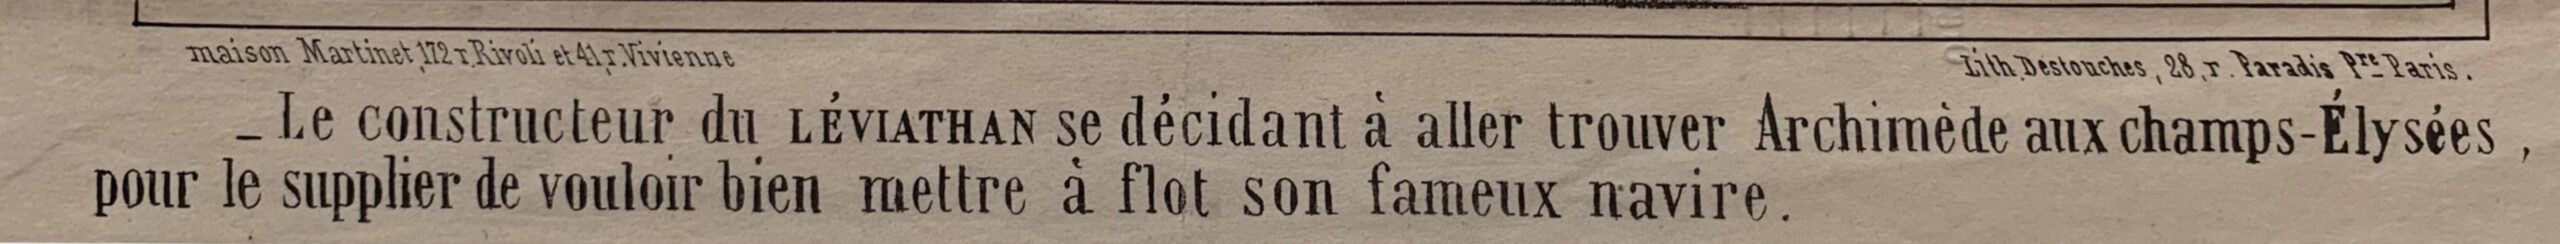 maison Martinet, 172 r. Rivoli et 41, r. Vivienne
Lith. Destouches, 28, r. Paradis Pre Paris.
_ Le constructeur du LÉVIATHAN se décidant à aller trouver Archimède aux champs-Élysées,
pour le supplier de vouloir bien mettre à flot son fameux navire.